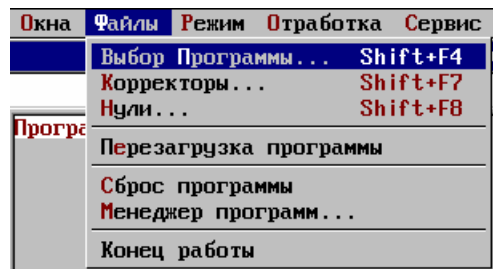 Окна Файлы Режим Отработка Сервис
Выбор Программы... Shift+F4
Корректоры... Shift+F7
Нули... Shift+F8
Програ
Перезагрузка программы
Сброс программы
Менеджер программ...
Конец работы